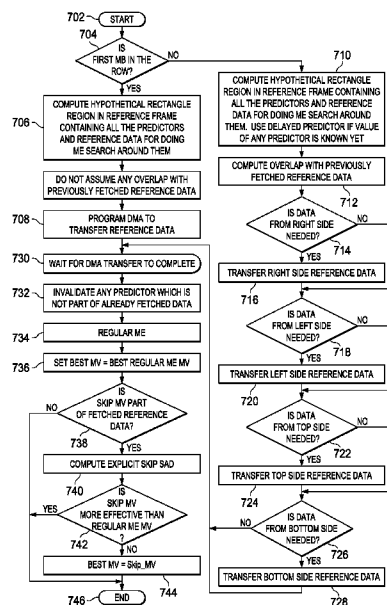 702
START
704
IS
FIRST MB IN THE
ROW?
NO
YES
706
COMPUTE HYPOTHETICAL RECTANGLE
REGION IN REFERENCE FRAME
CONTAINING ALL THE PREDICTORS
AND REFERENCE DATA FOR DOING
ME SEARCH AROUND THEM
DO NOT ASSUME ANY OVERLAP WITH
PREVIOUSLY FETCHED REFERENCE DATA
708
PROGRAM DMA TO
TRANSFER REFERENCE DATA
730
WAIT FOR DMA TRANSFER TO COMPLETE
732
INVALIDATE ANY PREDICTOR WHICH IS
NOT PART OF ALREADY FETCHED DATA
734
REGULAR ME
736
SET BEST MV = BEST REGULAR ME MV
NO
IS
SKIP MV PART
OF FETCHED REFERENCE
DATA?
738
YES
COMPUTE EXPLICIT SKIP SAD
740
YES
IS
SKIP MV
MORE EFFECTIVE THAN
REGULAR ME MV
?
742
NO
BEST MV = Skip_MV
744
746
END
710
COMPUTE HYPOTHETICAL RECTANGLE
REGION IN REFERENCE FRAME CONTAINING
ALL THE PREDICTORS AND REFERENCE
DATA FOR DOING ME SEARCH AROUND
THEM. USE DELAYED PREDICTOR IF VALUE
OF ANY PREDICTOR IS KNOWN YET
COMPUTE OVERLAP WITH PREVIOUSLY
FETCHED REFERENCE DATA
712
IS DATA
FROM RIGHT SIDE
NEEDED?
NO
714
YES
TRANSFER RIGHT SIDE REFERENCE DATA
716
IS DATA
FROM LEFT SIDE
NEEDED?
NO
718
YES
TRANSFER LEFT SIDE REFERENCE DATA
720
IS DATA
FROM TOP SIDE
NEEDED?
NO
722
YES
TRANSFER TOP SIDE REFERENCE DATA
724
NO
IS DATA
FROM BOTTOM SIDE
NEEDED?
726
YES
TRANSFER BOTTOM SIDE REFERENCE DATA
728